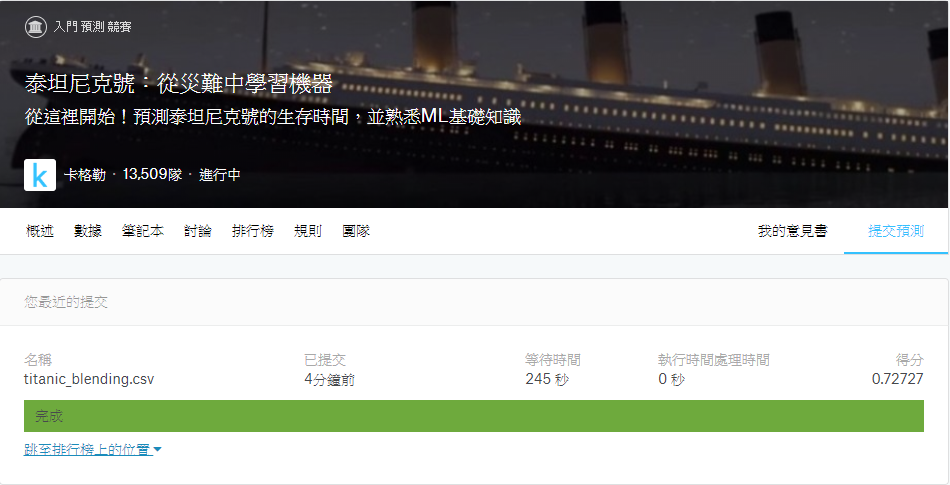 入門 預測 競賽
泰坦尼克號：從災難中學習機器
從這裡開始！預測泰坦尼克號的生存時間，並熟悉ML基礎知識
k 卡格勒 · 13,509隊 · 進行中
概述 數據 筆記本 討論 排行榜 規則 團隊 我的意見書 提交預測
您最近的提交
名稱 已提交 等待時間 執行時間處理時間 得分
titanic_blending.csv 4分鐘前 245 秒 0 秒 0.72727
完成
跳至排行榜上的位置